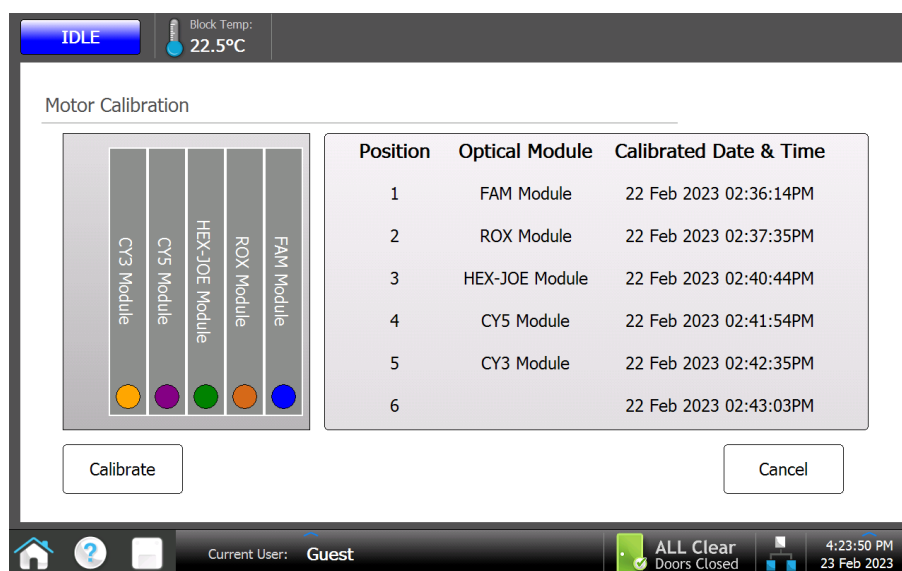 IDLE
Block Temp:
22.5°C
Motor Calibration
CY3 Module
CY5 Module
HEX-JOE Module
ROX Module
FAM Module
Position Optical Module Calibrated Date & Time
1 FAM Module 22 Feb 2023 02:36:14PM
2 ROX Module 22 Feb 2023 02:37:35PM
3 HEX-JOE Module 22 Feb 2023 02:40:44PM
4 CY5 Module 22 Feb 2023 02:41:54PM
5 CY3 Module 22 Feb 2023 02:42:35PM
6 22 Feb 2023 02:43:03PM
Calibrate
Cancel
?
Current User: Guest
ALL Clear
Doors Closed
4:23:50 PM
23 Feb 2023